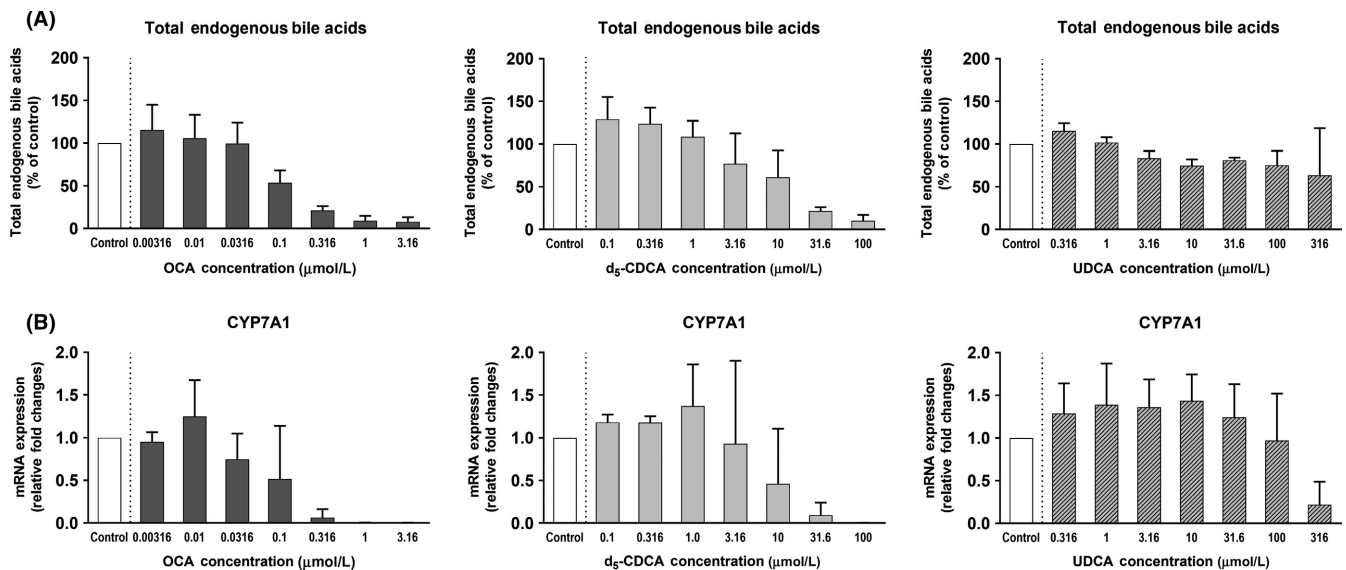 (A)
Total endogenous bile acids
Total endogenous bile acids
(% of control)
200
150
100
50
0
Control 0.00316 0.01 0.0316 0.1 0.316 1 3.16
OCA concentration (μmol/L)
Total endogenous bile acids
Total endogenous bile acids
(% of control)
200
150
100
50
0
Control 0.1 0.316 1 3.16 10 31.6 100
d₅-CDCA concentration (μmol/L)
Total endogenous bile acids
Total endogenous bile acids
(% of control)
200
150
100
50
0
Control 0.316 1 3.16 10 31.6 100 316
UDCA concentration (μmol/L)
(B)
CYP7A1
mRNA expression
(relative fold changes)
2.0
1.5
1.0
0.5
0.0
Control 0.00316 0.01 0.0316 0.1 0.316 1 3.16
OCA concentration (μmol/L)
CYP7A1
mRNA expression
(relative fold changes)
2.0
1.5
1.0
0.5
0.0
Control 0.1 0.316 1.0 3.16 10 31.6 100
d₅-CDCA concentration (μmol/L)
CYP7A1
mRNA expression
(relative fold changes)
2.0
1.5
1.0
0.5
0.0
Control 0.316 1 3.16 10 31.6 100 316
UDCA concentration (μmol/L)